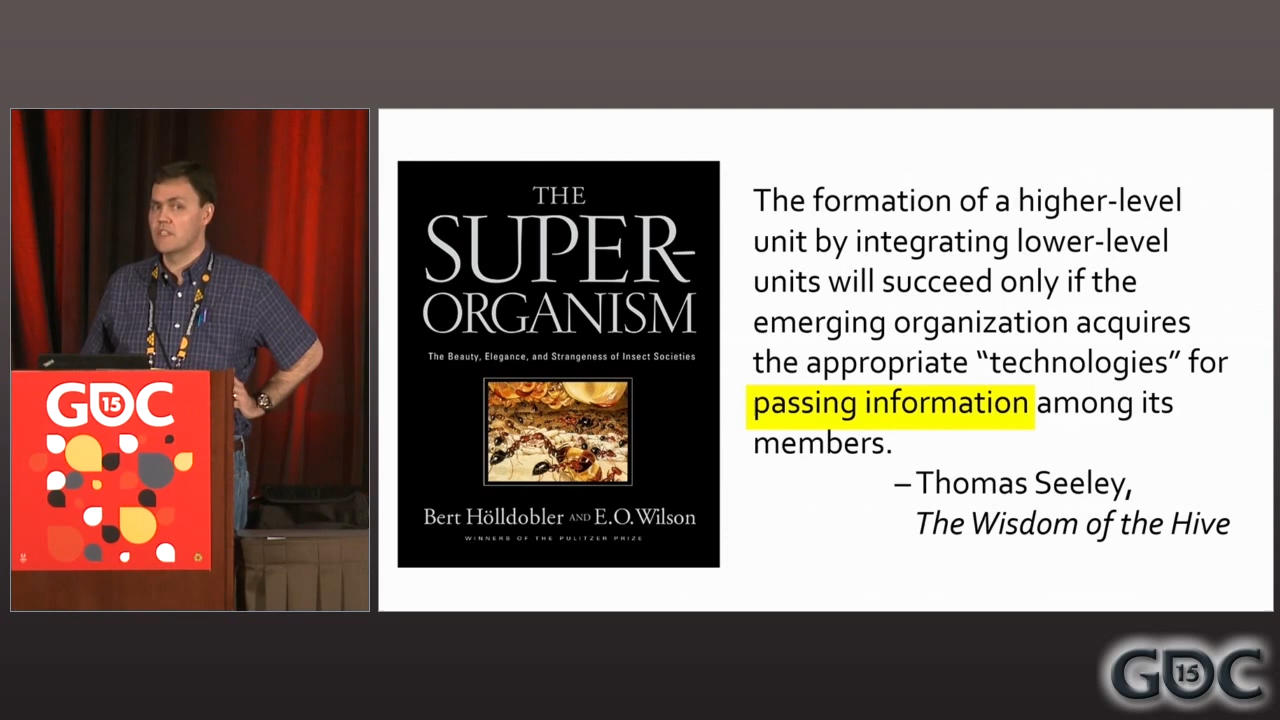 GDC
15
THE
SUPER-
ORGANISM
The Beauty, Elegance, and Strangeness of Insect Societies
Bert Hölldobler AND E.O. Wilson
WINNERS OF THE PULITZER PRIZE
The formation of a higher-level
unit by integrating lower-level
units will succeed only if the
emerging organization acquires
the appropriate “technologies” for
passing information among its
members.
– Thomas Seeley,
The Wisdom of the Hive
GDC
15